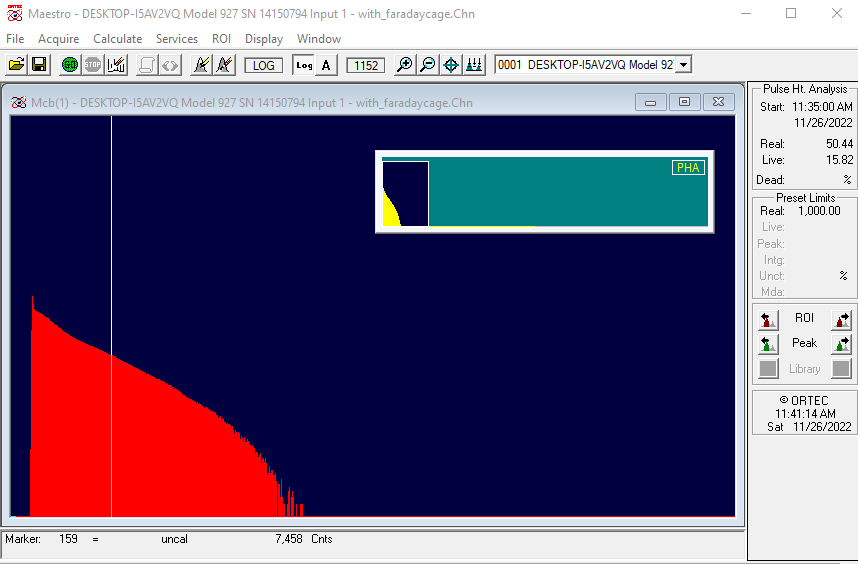 ORTEC
Maestro - DESKTOP-I5AV2VQ Model 927 SN 14150794 Input 1 - with_faradaycage.Chn
File Acquire Calculate Services ROI Display Window
GO STOP LOG Log A 1152 0001 DESKTOP-I5AV2VQ Model 92
Mcb(1) - DESKTOP-I5AV2VQ Model 927 SN 14150794 Input 1 - with_faradaycage.Chn
PHA
Pulse Ht. Analysis
Start: 11:35:00 AM
11/26/2022
Real: 50.44
Live: 15.82
Dead: %
Preset Limits
Real: 1,000.00
Live:
Peak:
Intg:
Unct: %
Mda:
ROI
Peak
Library
© ORTEC
11:41:14 AM
Sat 11/26/2022
Marker: 159 = uncal 7,458 Cnts